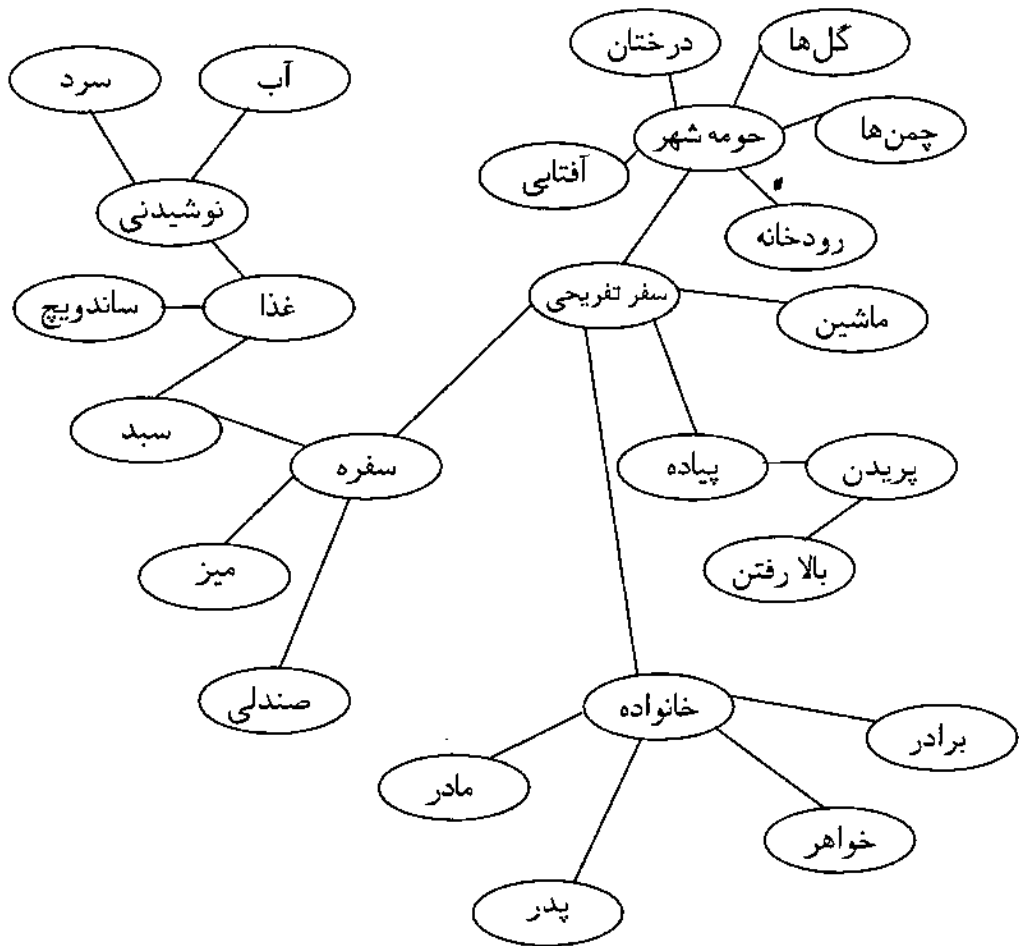 درختان
گل‌ها
سرد
آب
حومه شهر
چمن‌ها
آفتابی
نوشیدنی
رودخانه
سفر تفریحی
ماشین
غذا
ساندویچ
سبد
سفره
پیاده
پریدن
میز
بالا رفتن
صندلی
خانواده
برادر
مادر
خواهر
پدر